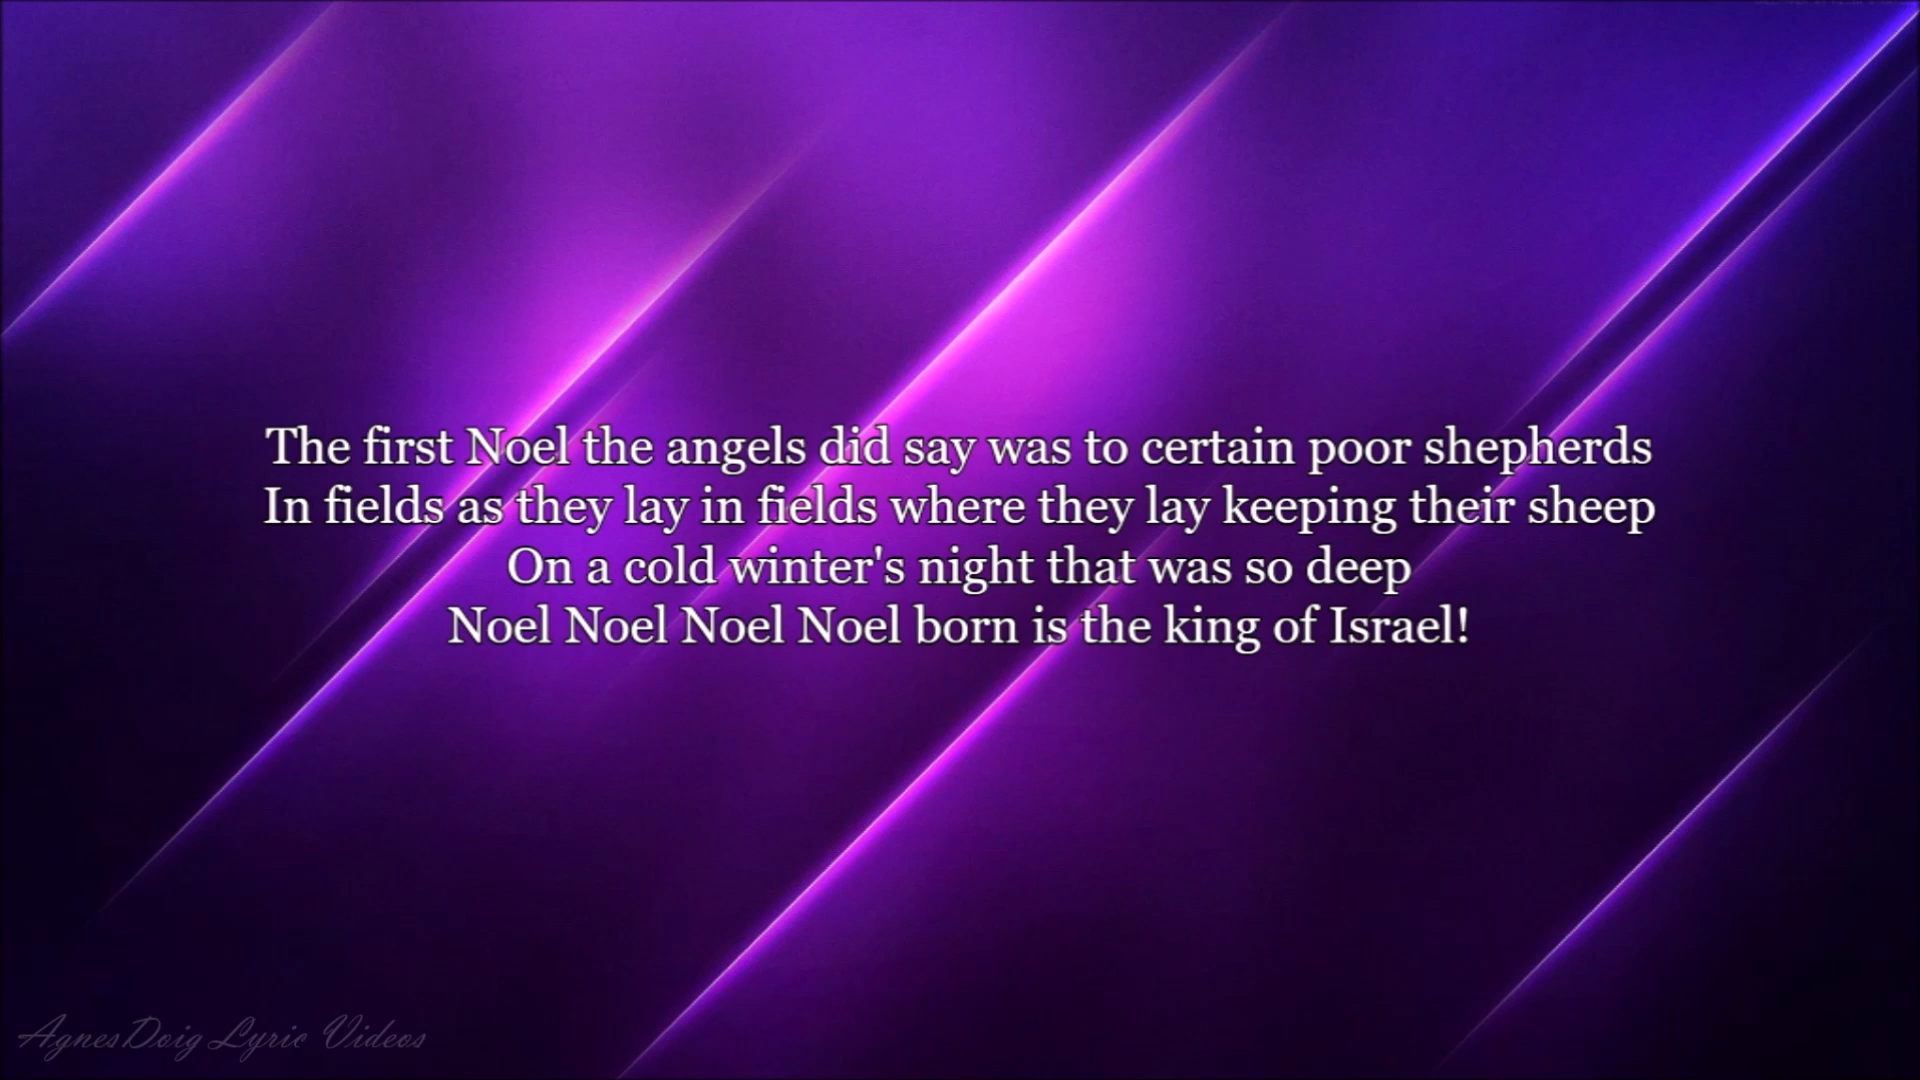 The first Noel the angels did say was to certain poor shepherds
In fields as they lay in fields where they lay keeping their sheep
On a cold winter's night that was so deep
Noel Noel Noel Noel born is the king of Israel!
AgnesDoig Lyric Videos